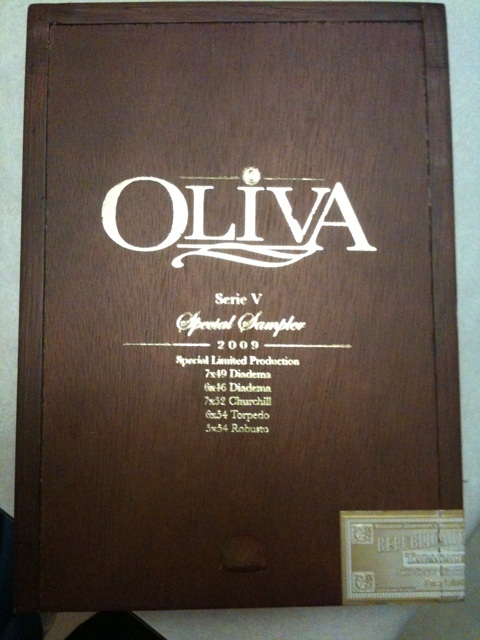 OLIVA
Serie V
Special Sampler
2009
Special Limited Production
7x49 Diadema
6x46 Diadema
7x52 Churchill
6x54 Torpedo
5x54 Robusto